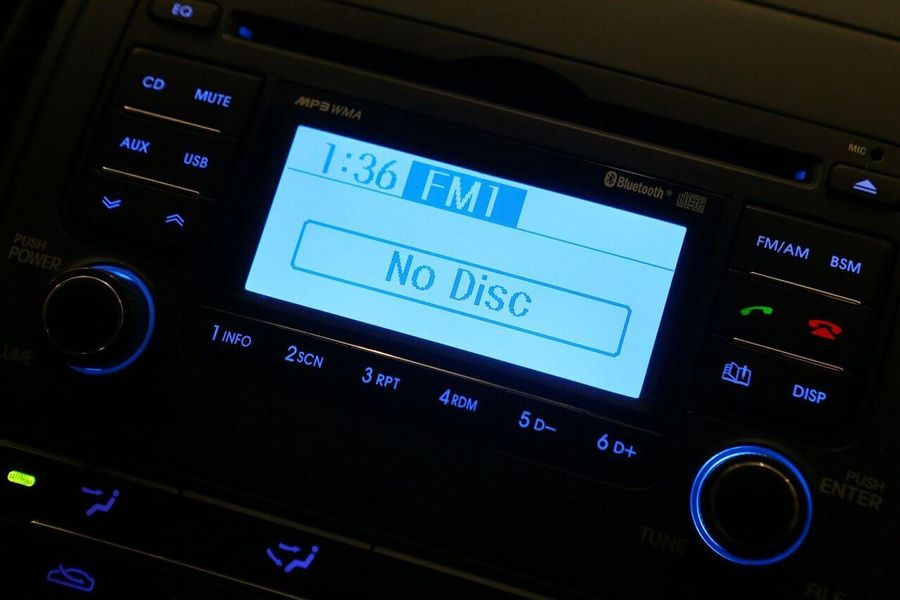 EQ
CD MUTE
AUX USB
PUSH
POWER
MP3 WMA
1:36 FM1
No Disc
Bluetooth®
MIC
FM/AM BSM
DISP
1 INFO 2 SCN 3 RPT 4 RDM 5 D− 6 D+
PUSH
ENTER
TUNE